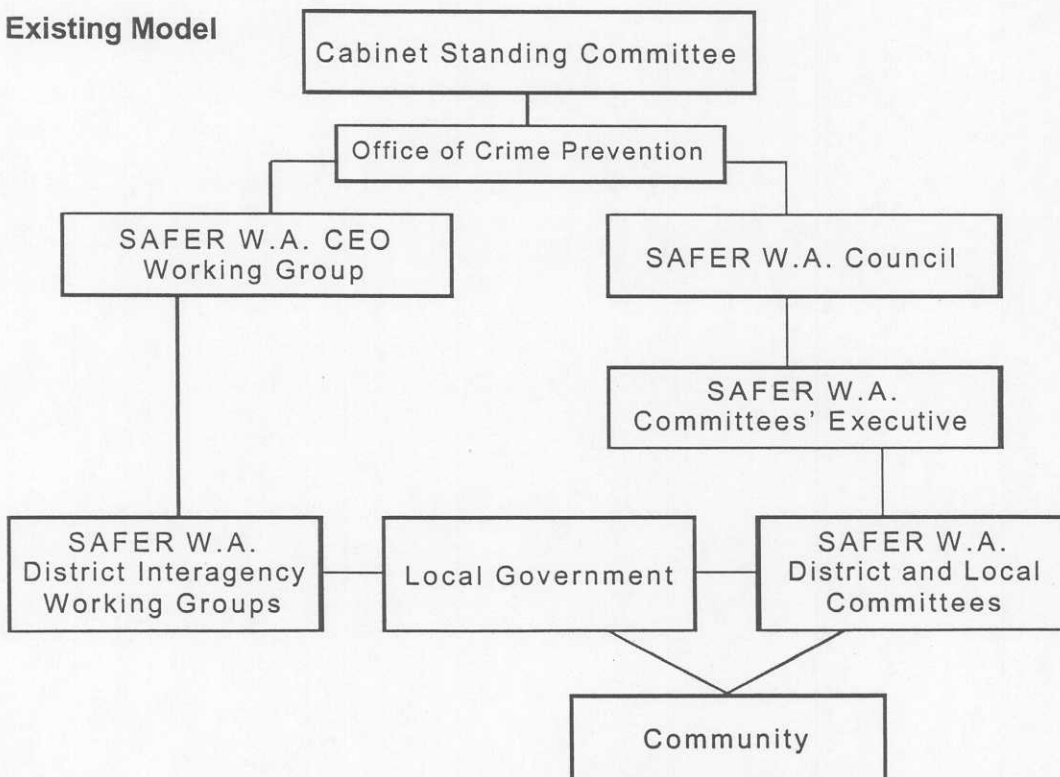 Existing Model
Cabinet Standing Committee
Office of Crime Prevention
SAFER W.A. CEO
Working Group
SAFER W.A. Council
SAFER W.A.
Committees' Executive
SAFER W.A.
District Interagency
Working Groups
Local Government
SAFER W.A.
District and Local
Committees
Community